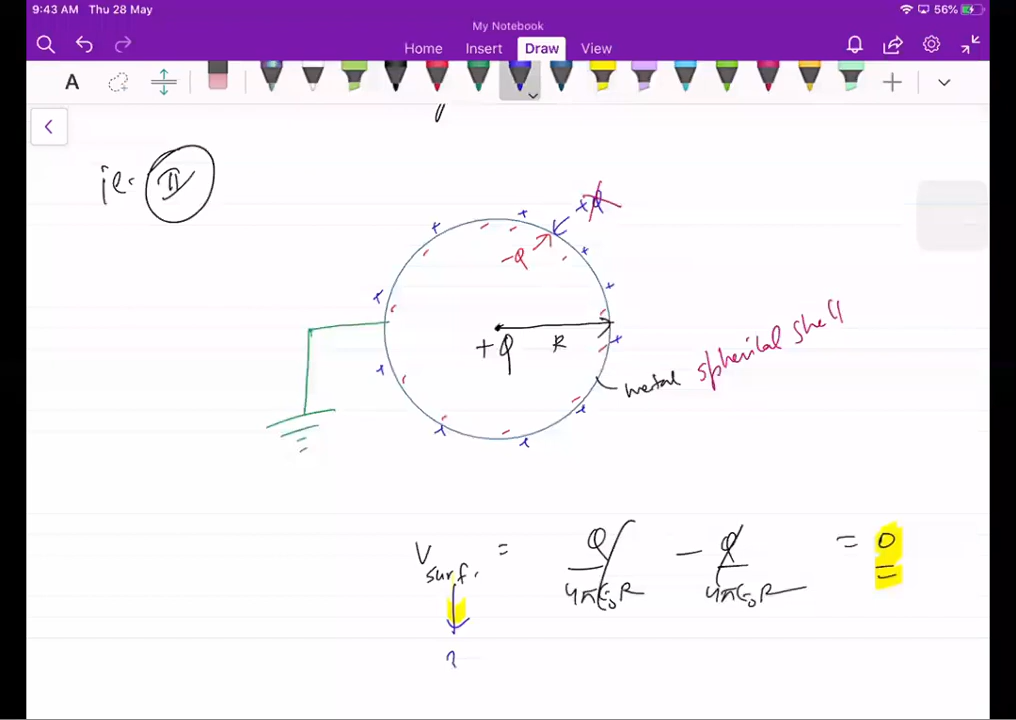 9:43 AM Thu 28 May
56%
My Notebook
Home Insert Draw View
A
ie. II
+Q
-Q
+Q R
metal spherical shell
V surf. = Q/4πε₀R - Q/4πε₀R = 0